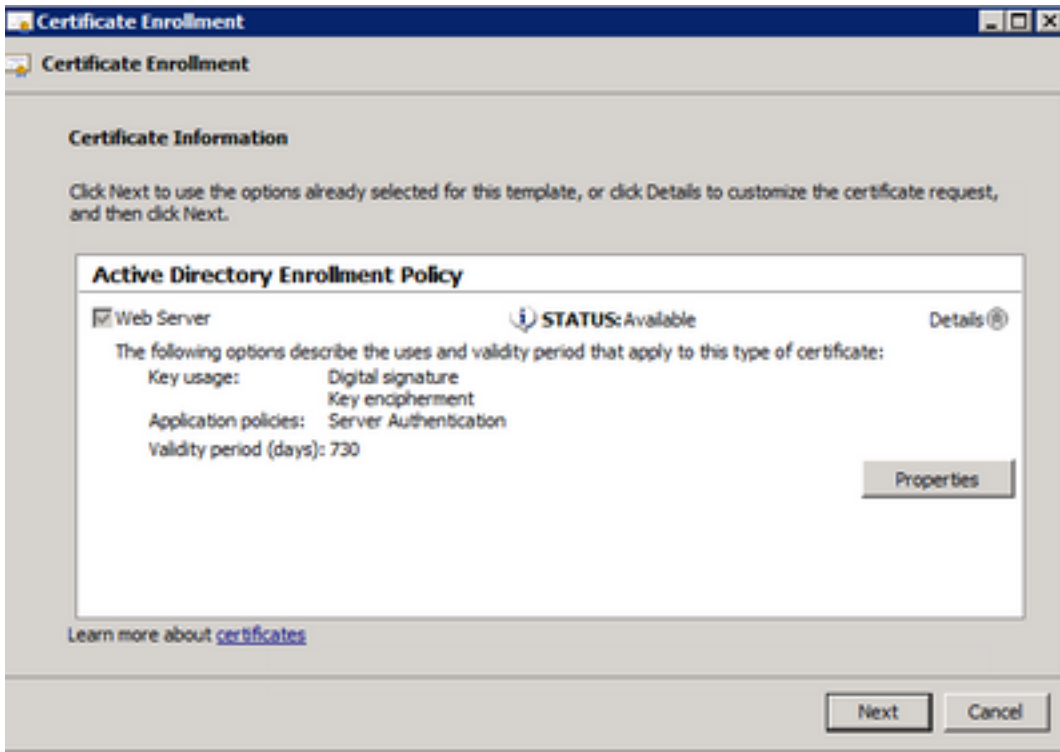 Certificate Enrollment
Certificate Enrollment
Certificate Information
Click Next to use the options already selected for this template, or click Details to customize the certificate request,
and then click Next.
Active Directory Enrollment Policy
Web Server STATUS: Available Details
The following options describe the uses and validity period that apply to this type of certificate:
Key usage: Digital signature
Key encipherment
Application policies: Server Authentication
Validity period (days): 730
Properties
Learn more about certificates
Next Cancel